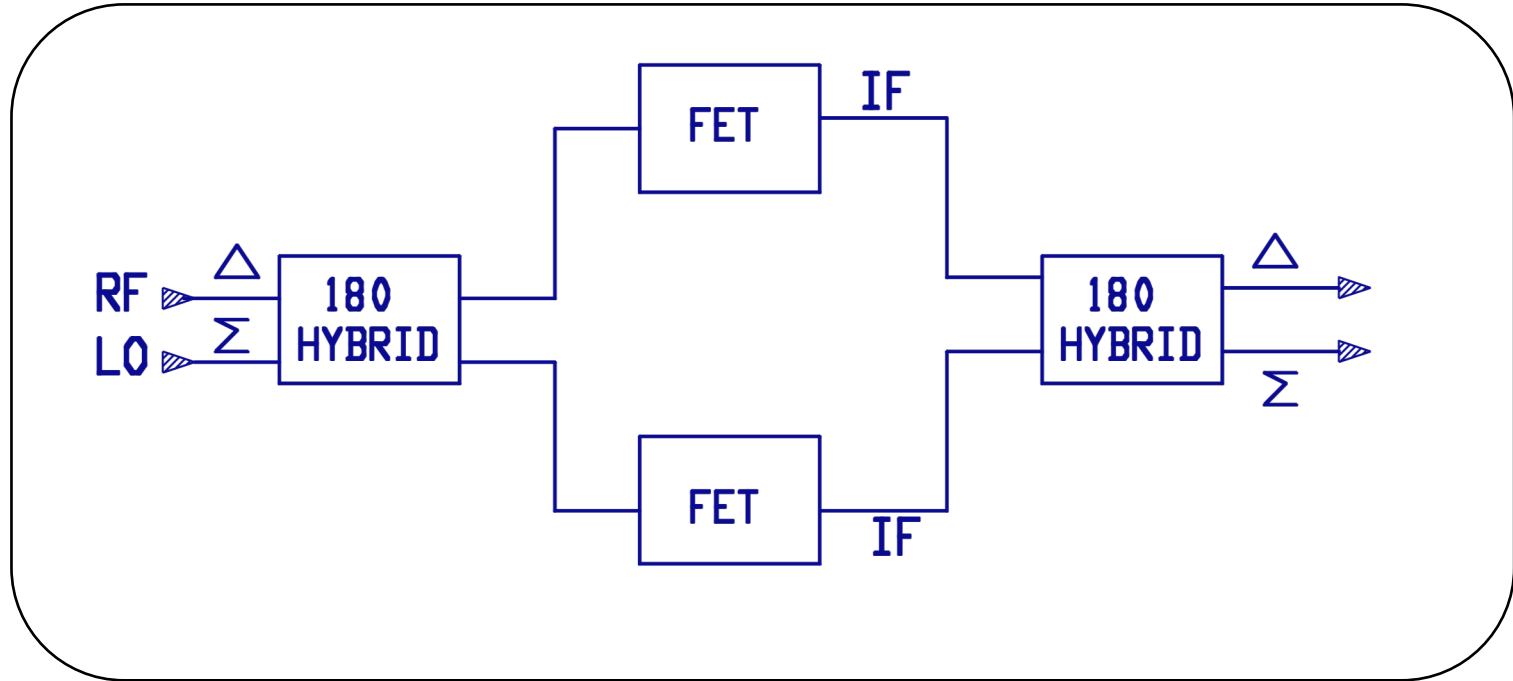 FET
IF
RF
Δ
Σ
LO
180
HYBRID
180
HYBRID
Δ
Σ
FET
IF